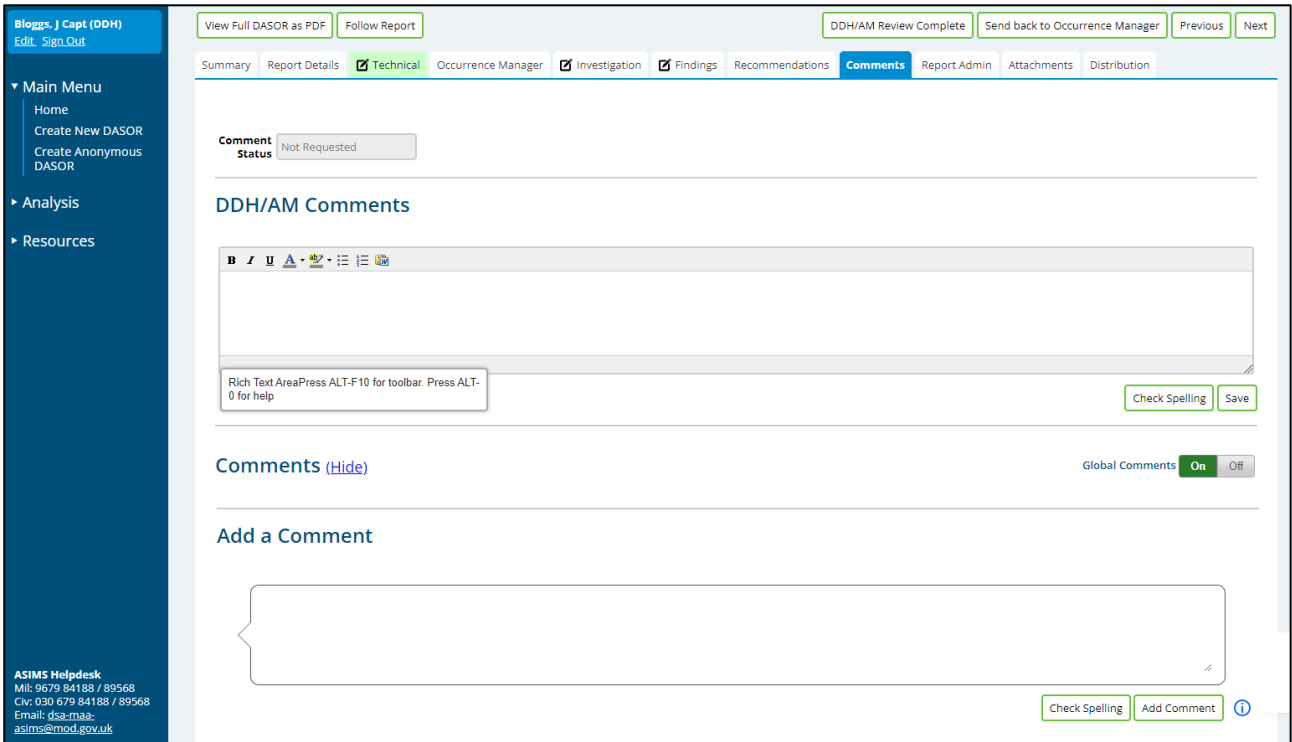 Bloggs, J Capt (DDH)
Edit Sign Out
Main Menu
Home
Create New DASOR
Create Anonymous
DASOR
Analysis
Resources
ASIMS Helpdesk
Mil: 9679 84188 / 89568
Civ: 030 679 84188 / 89568
Email: dsa-maa-
asims@mod.gov.uk
View Full DASOR as PDF Follow Report DDH/AM Review Complete Send back to Occurrence Manager Previous Next
Summary Report Details Technical Occurrence Manager Investigation Findings Recommendations Comments Report Admin Attachments Distribution
Comment
Status
Not Requested
DDH/AM Comments
B I U A ab
Rich Text AreaPress ALT-F10 for toolbar. Press ALT-
0 for help
Check Spelling Save
Comments (Hide) Global Comments On Off
Add a Comment
Check Spelling Add Comment